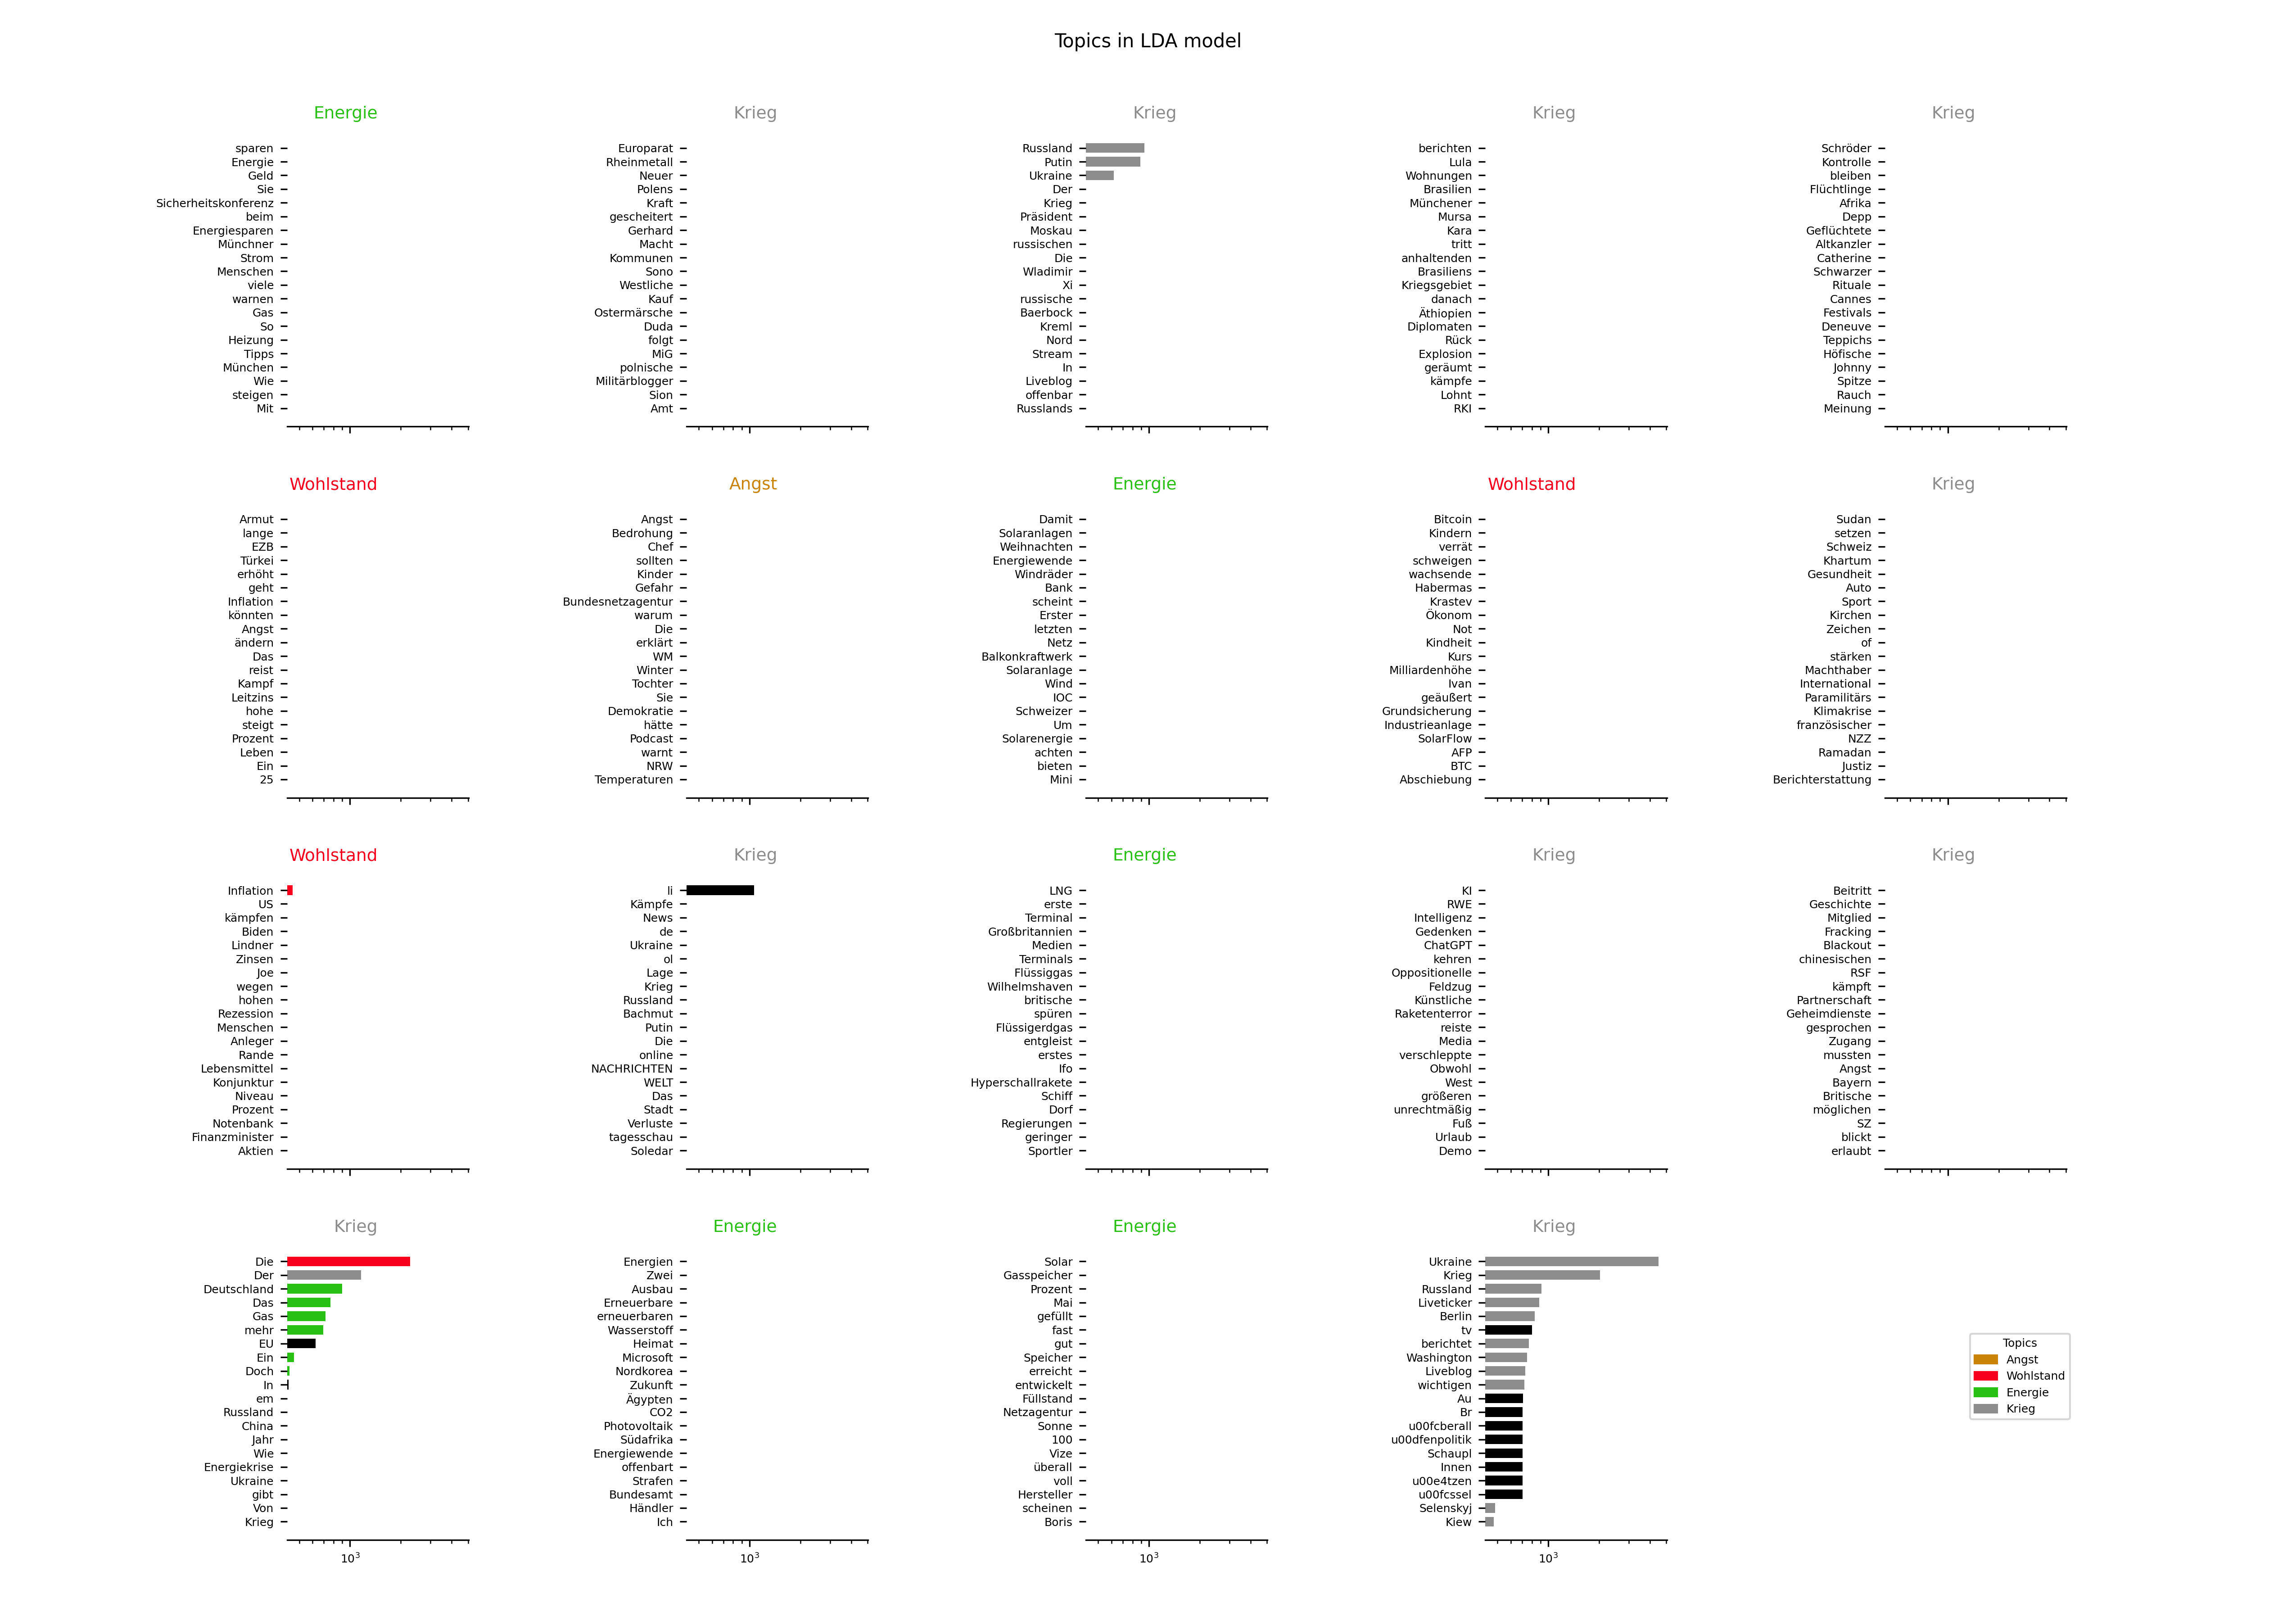 Topics in LDA model
Energie
sparen
Energie
Geld
Sie
Sicherheitskonferenz
beim
Energiesparen
Münchner
Strom
Menschen
viele
warnen
Gas
So
Heizung
Tipps
München
Wie
steigen
Mit
Krieg
Europarat
Rheinmetall
Neuer
Polens
Kraft
gescheitert
Gerhard
Macht
Kommunen
Sono
Westliche
Kauf
Ostermärsche
Duda
folgt
MiG
polnische
Militärblogger
Sion
Amt
Krieg
Russland
Putin
Ukraine
Der
Krieg
Präsident
Moskau
russischen
Die
Wladimir
Xi
russische
Baerbock
Kreml
Nord
Stream
In
Liveblog
offenbar
Russlands
Krieg
berichten
Lula
Wohnungen
Brasilien
Münchener
Mursa
Kara
tritt
anhaltenden
Brasiliens
Kriegsgebiet
danach
Äthiopien
Diplomaten
Rück
Explosion
geräumt
kämpfe
Lohnt
RKI
Krieg
Schröder
Kontrolle
bleiben
Flüchtlinge
Afrika
Depp
Geflüchtete
Altkanzler
Catherine
Schwarzer
Rituale
Cannes
Festivals
Deneuve
Teppichs
Höfische
Johnny
Spitze
Rauch
Meinung
Wohlstand
Armut
lange
EZB
Türkei
erhöht
geht
Inflation
könnten
Angst
ändern
Das
reist
Kampf
Leitzins
hohe
steigt
Prozent
Leben
Ein
25
Angst
Angst
Bedrohung
Chef
sollten
Kinder
Gefahr
Bundesnetzagentur
warum
Die
erklärt
WM
Winter
Tochter
Sie
Demokratie
hätte
Podcast
warnt
NRW
Temperaturen
Energie
Damit
Solaranlagen
Weihnachten
Energiewende
Windräder
Bank
scheint
Erster
letzten
Netz
Balkonkraftwerk
Solaranlage
Wind
IOC
Schweizer
Um
Solarenergie
achten
bieten
Mini
Wohlstand
Bitcoin
Kindern
verrät
schweigen
wachsende
Habermas
Krastev
Ökonom
Not
Kindheit
Kurs
Milliardenhöhe
Ivan
geäußert
Grundsicherung
Industrieanlage
SolarFlow
AFP
BTC
Abschiebung
Krieg
Sudan
setzen
Schweiz
Khartum
Gesundheit
Auto
Sport
Kirchen
Zeichen
of
stärken
Machthaber
International
Paramilitärs
Klimakrise
französischer
NZZ
Ramadan
Justiz
Berichterstattung
Wohlstand
Inflation
US
kämpfen
Biden
Lindner
Zinsen
Joe
wegen
hohen
Rezession
Menschen
Anleger
Rande
Lebensmittel
Konjunktur
Niveau
Prozent
Notenbank
Finanzminister
Aktien
Krieg
li
Kämpfe
News
de
Ukraine
ol
Lage
Krieg
Russland
Bachmut
Putin
Die
online
NACHRICHTEN
WELT
Das
Stadt
Verluste
tagesschau
Soledar
Energie
LNG
erste
Terminal
Großbritannien
Medien
Terminals
Flüssiggas
Wilhelmshaven
britische
spüren
Flüssigerdgas
entgleist
erstes
Ifo
Hyperschallrakete
Schiff
Dorf
Regierungen
geringer
Sportler
Krieg
KI
RWE
Intelligenz
Gedenken
ChatGPT
kehren
Oppositionelle
Feldzug
Künstliche
Raketenterror
reiste
Media
verschleppte
Obwohl
West
größeren
unrechtmäßig
Fuß
Urlaub
Demo
Krieg
Beitritt
Geschichte
Mitglied
Fracking
Blackout
chinesischen
RSF
kämpft
Partnerschaft
Geheimdienste
gesprochen
Zugang
mussten
Angst
Bayern
Britische
möglichen
SZ
blickt
erlaubt
Krieg
Die
Der
Deutschland
Das
Gas
mehr
EU
Ein
Doch
In
em
Russland
China
Jahr
Wie
Energiekrise
Ukraine
gibt
Von
Krieg
10³
Energie
Energien
Zwei
Ausbau
Erneuerbare
erneuerbaren
Wasserstoff
Heimat
Microsoft
Nordkorea
Zukunft
Ägypten
CO2
Photovoltaik
Südafrika
Energiewende
offenbart
Strafen
Bundesamt
Händler
Ich
10³
Energie
Solar
Gasspeicher
Prozent
Mai
gefüllt
fast
gut
Speicher
erreicht
entwickelt
Füllstand
Netzagentur
Sonne
100
Vize
überall
voll
Hersteller
scheinen
Boris
10³
Krieg
Ukraine
Krieg
Russland
Liveticker
Berlin
tv
berichtet
Washington
Liveblog
wichtigen
Au
Br
u00fcberall
u00dfenpolitik
Schaupl
Innen
u00e4tzen
u00fcssel
Selenskyj
Kiew
10³
Topics
Angst
Wohlstand
Energie
Krieg